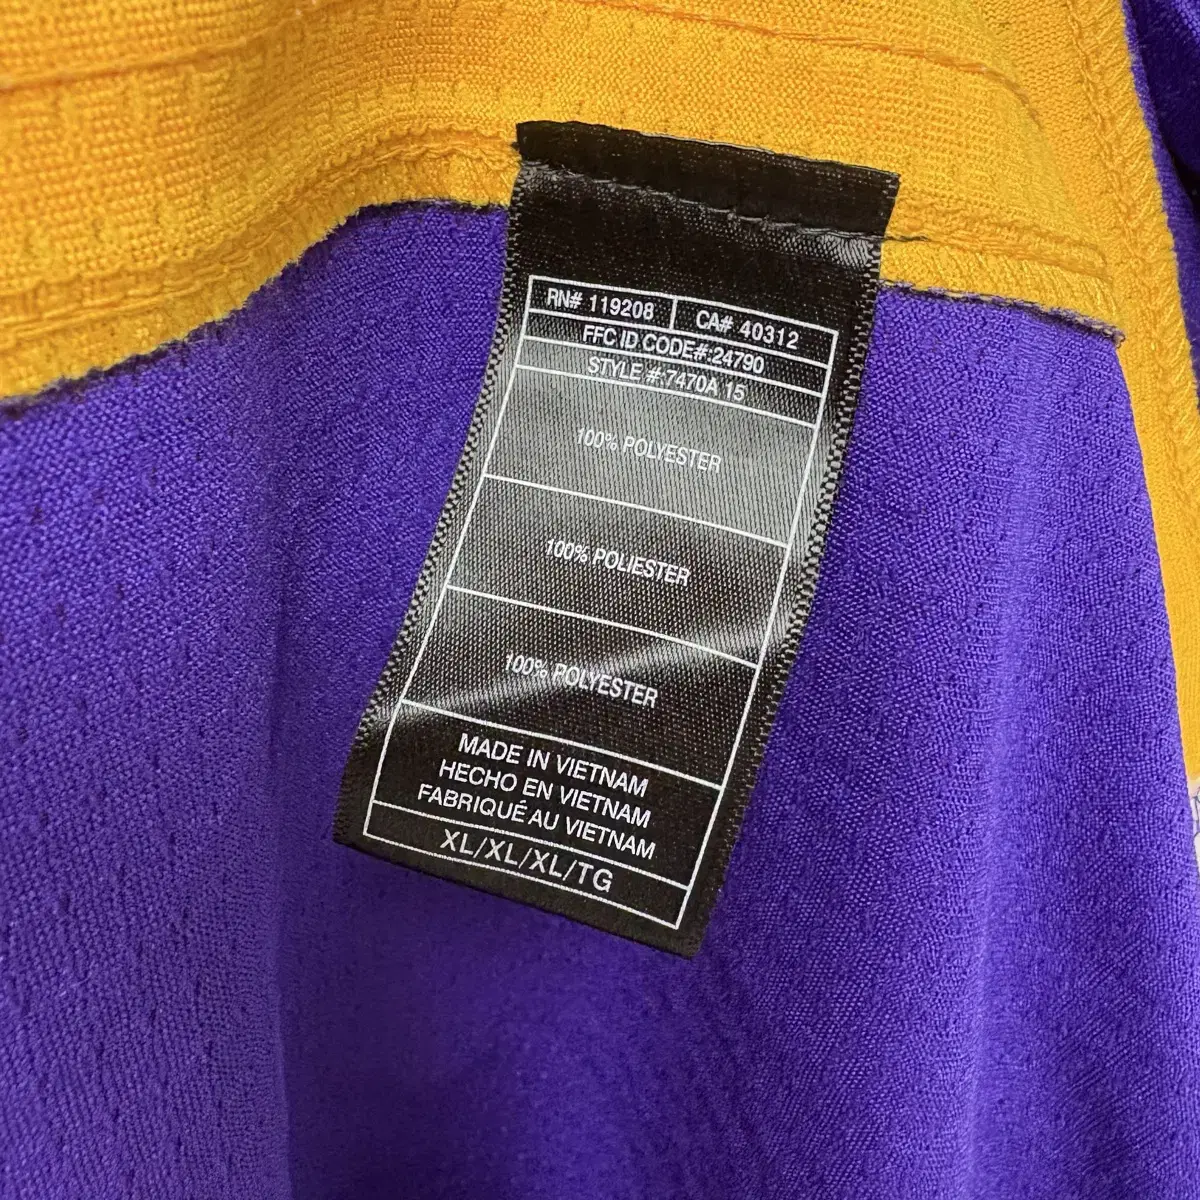 RN# 119208 CA# 40312
FFC ID CODE#:24790
STYLE #:7470A 15
100% POLYESTER
100% POLIESTER
100% POLYESTER
MADE IN VIETNAM
HECHO EN VIETNAM
FABRIQUÉ AU VIETNAM
XL/XL/XL/TG